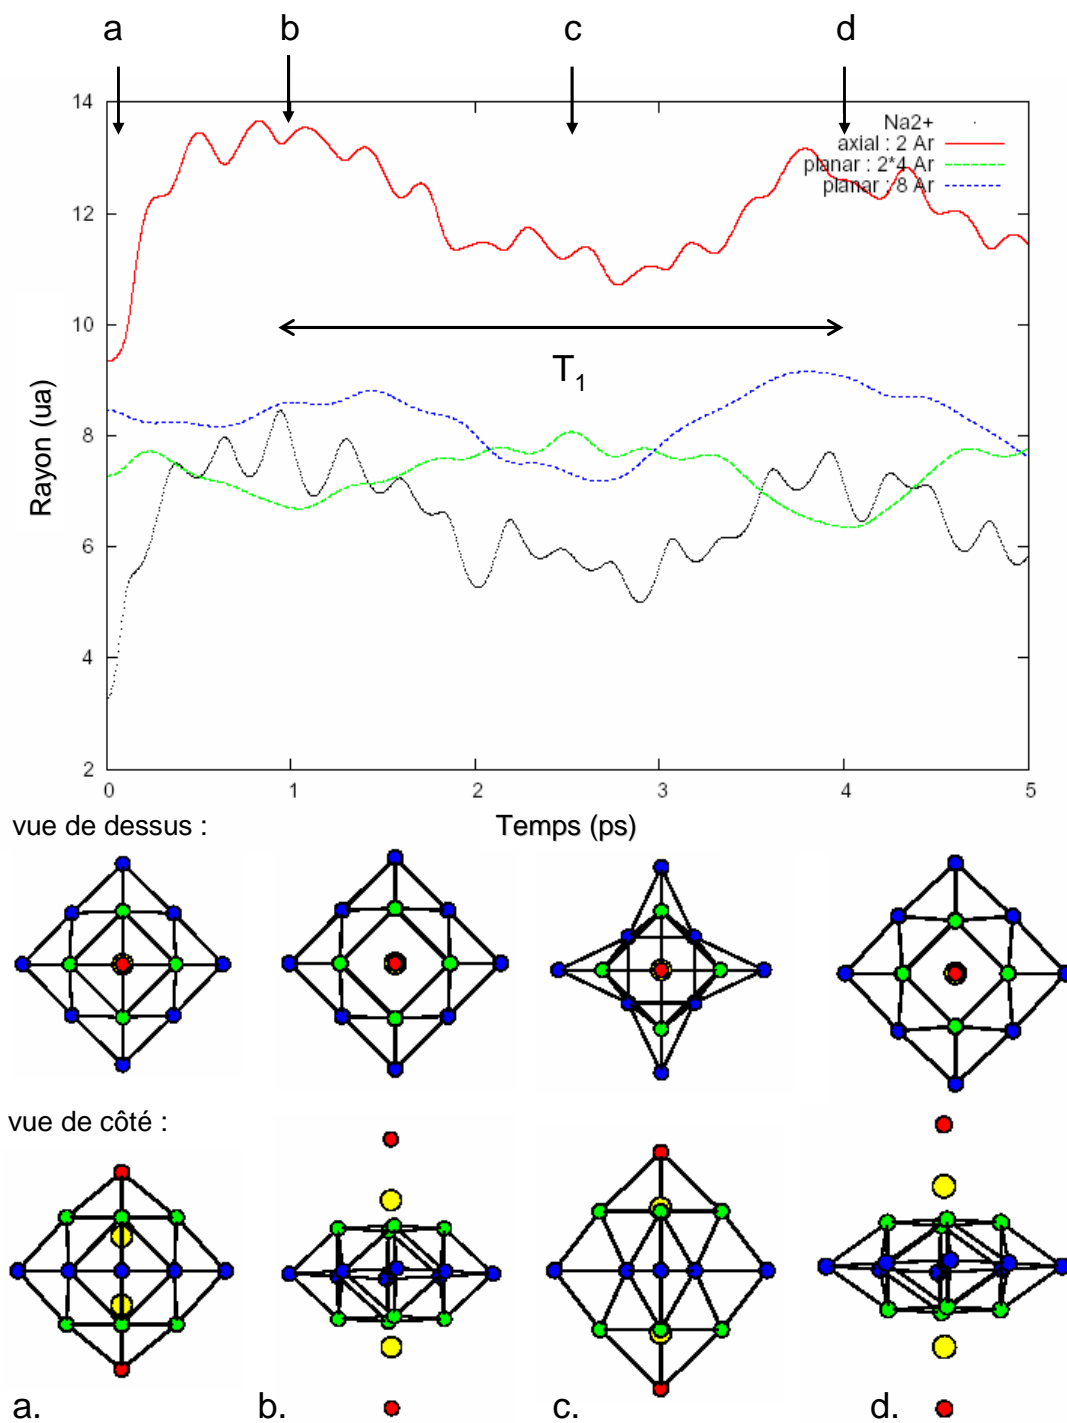 a b c d
14
Na2+
axial : 2 Ar
planar : 2*4 Ar
planar : 8 Ar
12
10
T1
8
6
4
2
Rayon (ua)
0 1 2 3 4 5
vue de dessus :
Temps (ps)
vue de côté :
a. b. c. d.